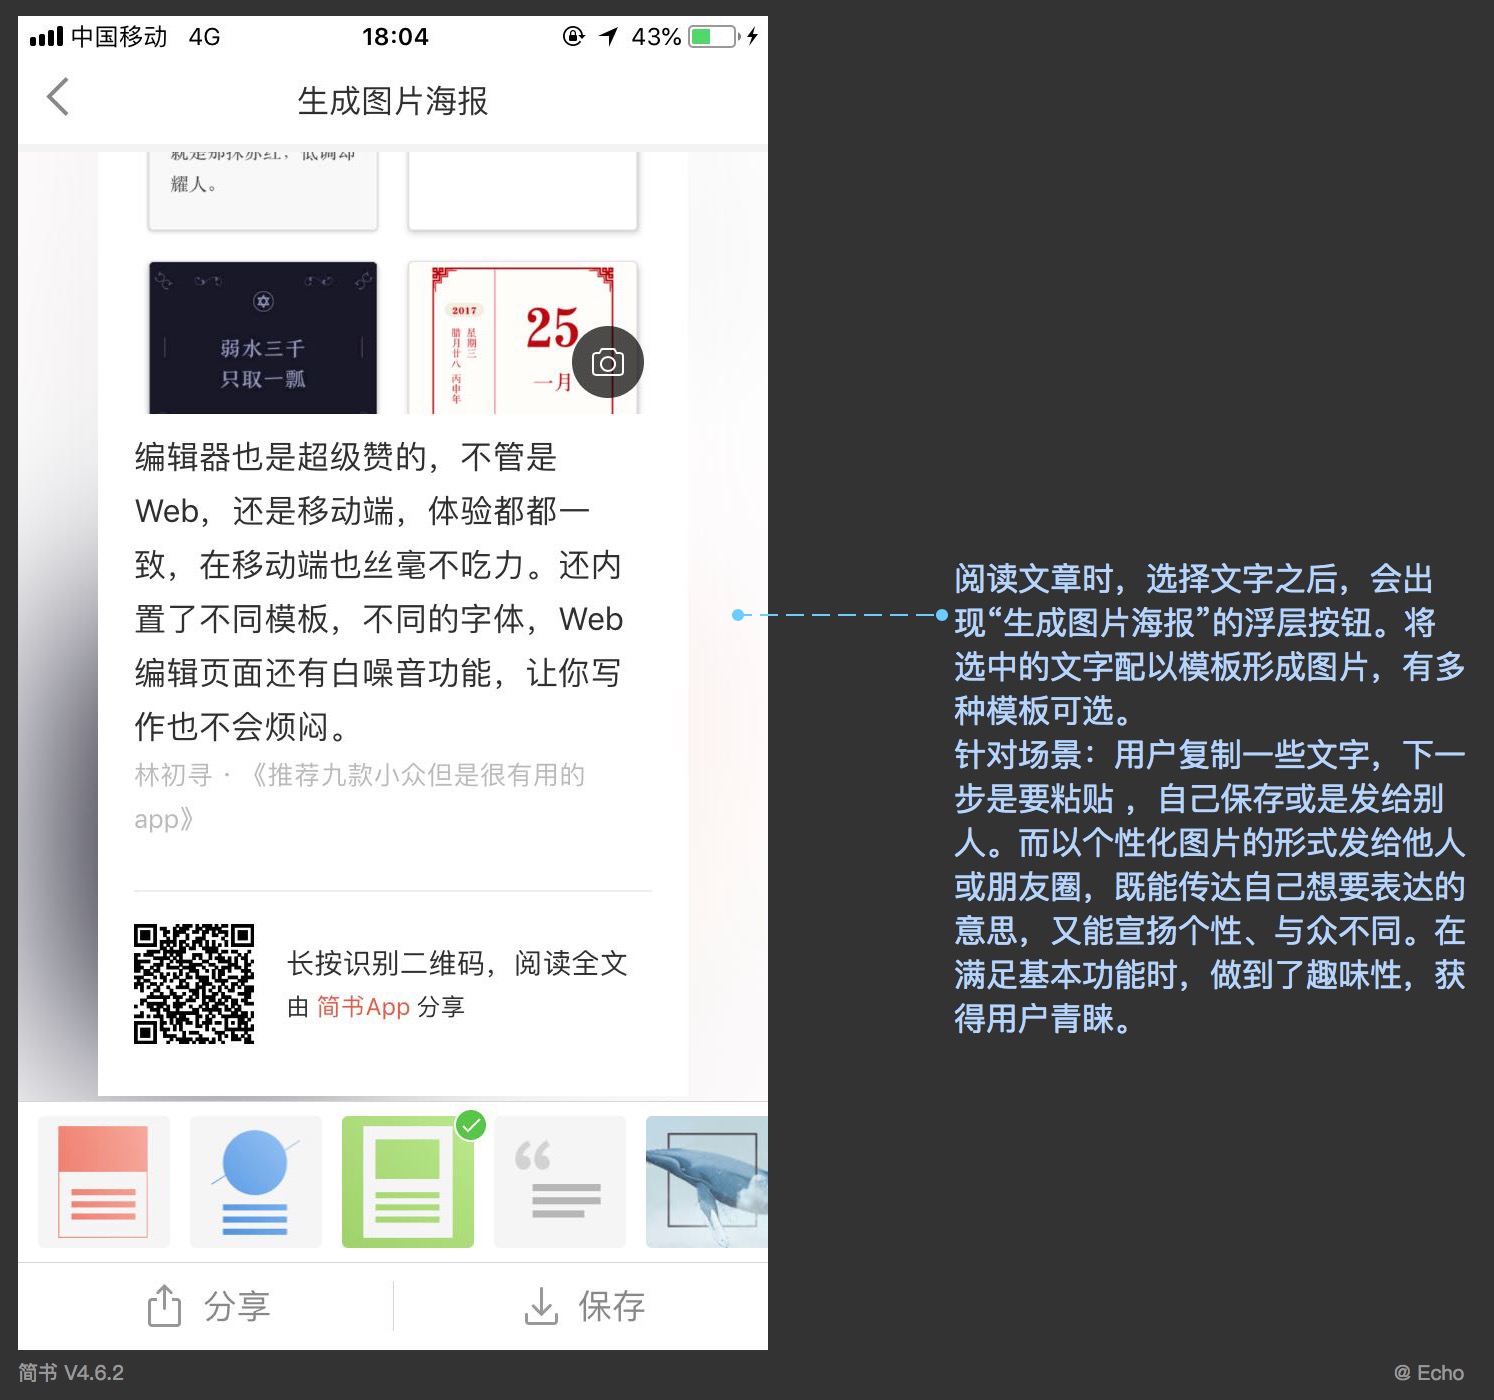 中国移动 4G 18:04 43%
生成图片海报
就是那抹赤红，低调却
耀人。
弱水三千
只取一瓢
2017
星期三
腊月廿八 丙申年
25
一月
编辑器也是超级赞的，不管是
Web，还是移动端，体验都都一
致，在移动端也丝毫不吃力。还内
置了不同模板，不同的字体，Web
编辑页面还有白噪音功能，让你写
作也不会烦闷。
林初寻 · 《推荐九款小众但是很有用的
app》
长按识别二维码，阅读全文
由 简书App 分享
分享
保存
阅读文章时，选择文字之后，会出
现“生成图片海报”的浮层按钮。将
选中的文字配以模板形成图片，有多
种模板可选。
针对场景：用户复制一些文字，下一
步是要粘贴 ，自己保存或是发给别
人。而以个性化图片的形式发给他人
或朋友圈，既能传达自己想要表达的
意思，又能宣扬个性、与众不同。在
满足基本功能时，做到了趣味性，获
得用户青睐。
简书 V4.6.2
@ Echo